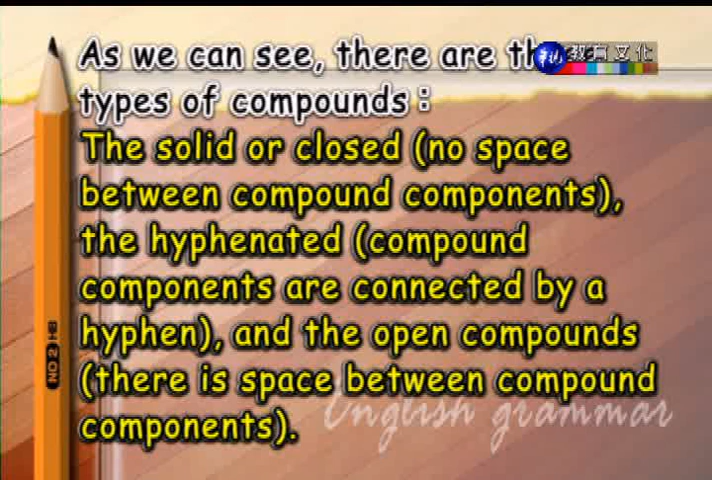 As we can see, there are th
教育文化
types of compounds :
The solid or closed (no space
between compound components),
the hyphenated (compound
components are connected by a
hyphen), and the open compounds
(there is space between compound
components).
English grammar
NO 2 HB